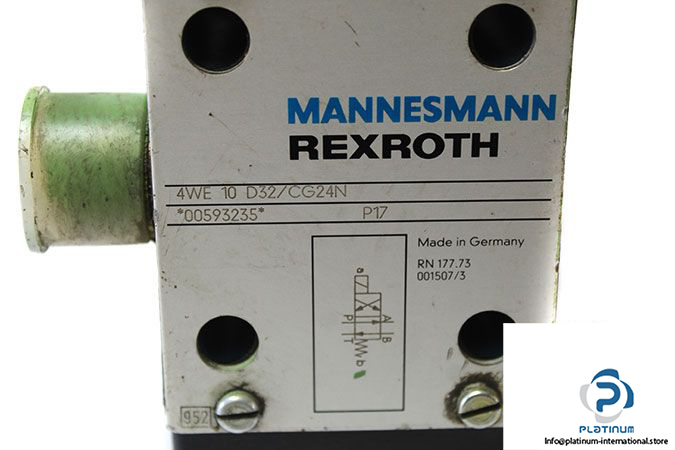 MANNESMANN
REXROTH
4WE 10 D32/CG24N
*00593235* P17
Made in Germany
RN 177.73
001507/3
a
A
P
B
T
b
952
PLATINUM
Info@platinum-international.store